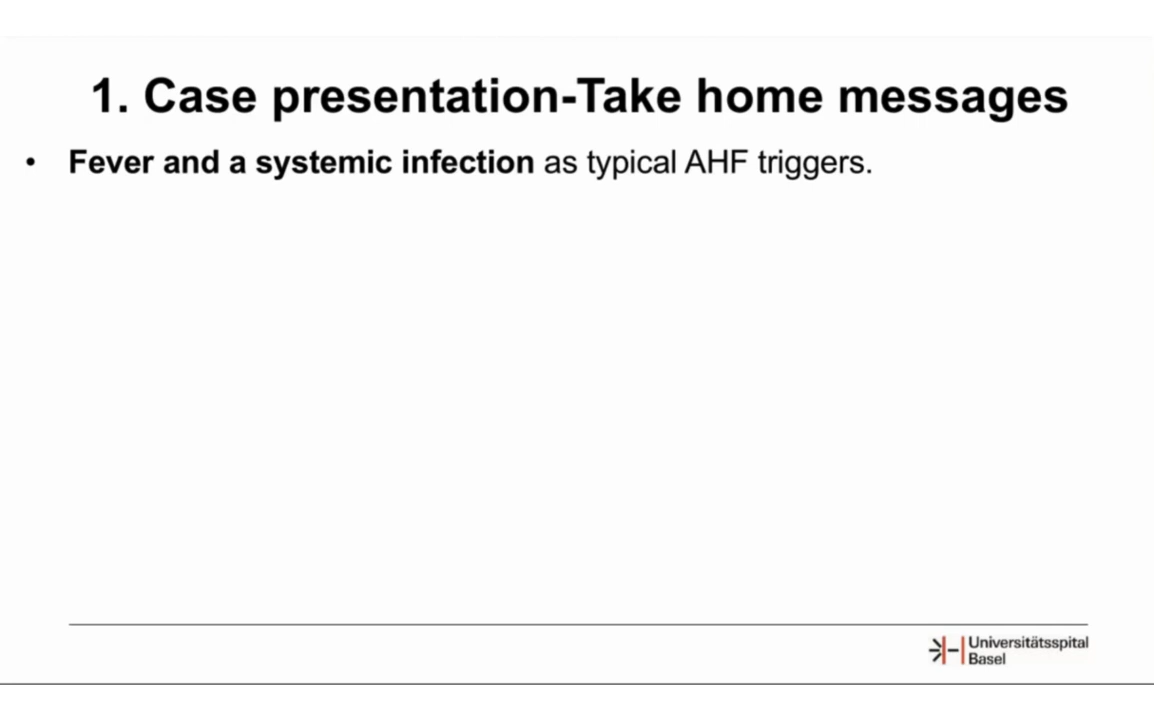 1. Case presentation-Take home messages
• Fever and a systemic infection as typical AHF triggers.
Universitätsspital
Basel